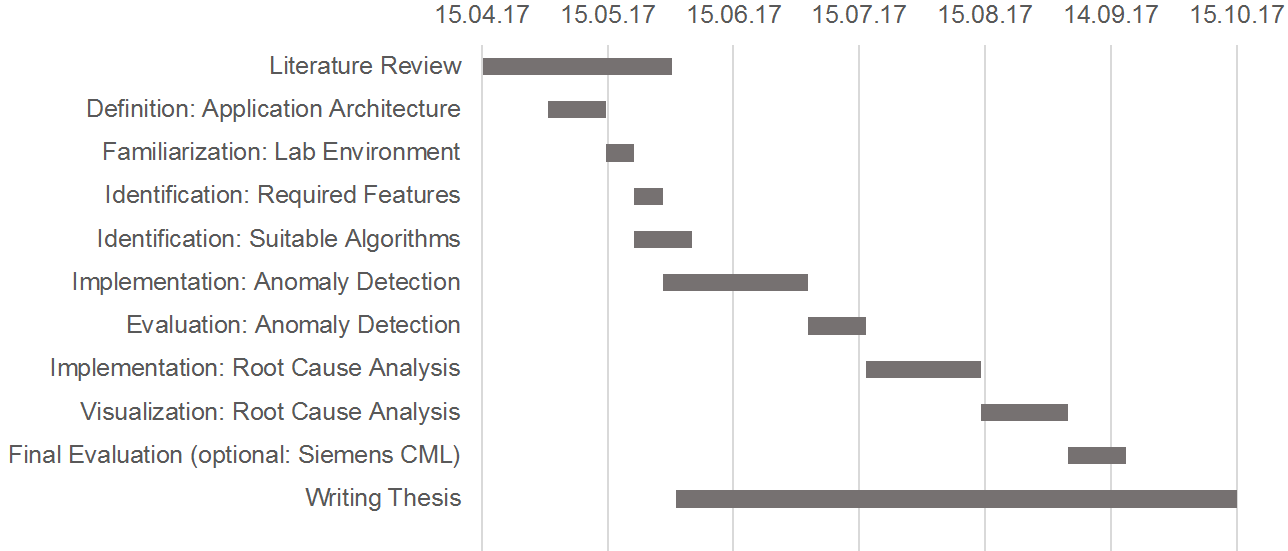 15.04.17 15.05.17 15.06.17 15.07.17 15.08.17 14.09.17 15.10.17
Literature Review
Definition: Application Architecture
Familiarization: Lab Environment
Identification: Required Features
Identification: Suitable Algorithms
Implementation: Anomaly Detection
Evaluation: Anomaly Detection
Implementation: Root Cause Analysis
Visualization: Root Cause Analysis
Final Evaluation (optional: Siemens CML)
Writing Thesis